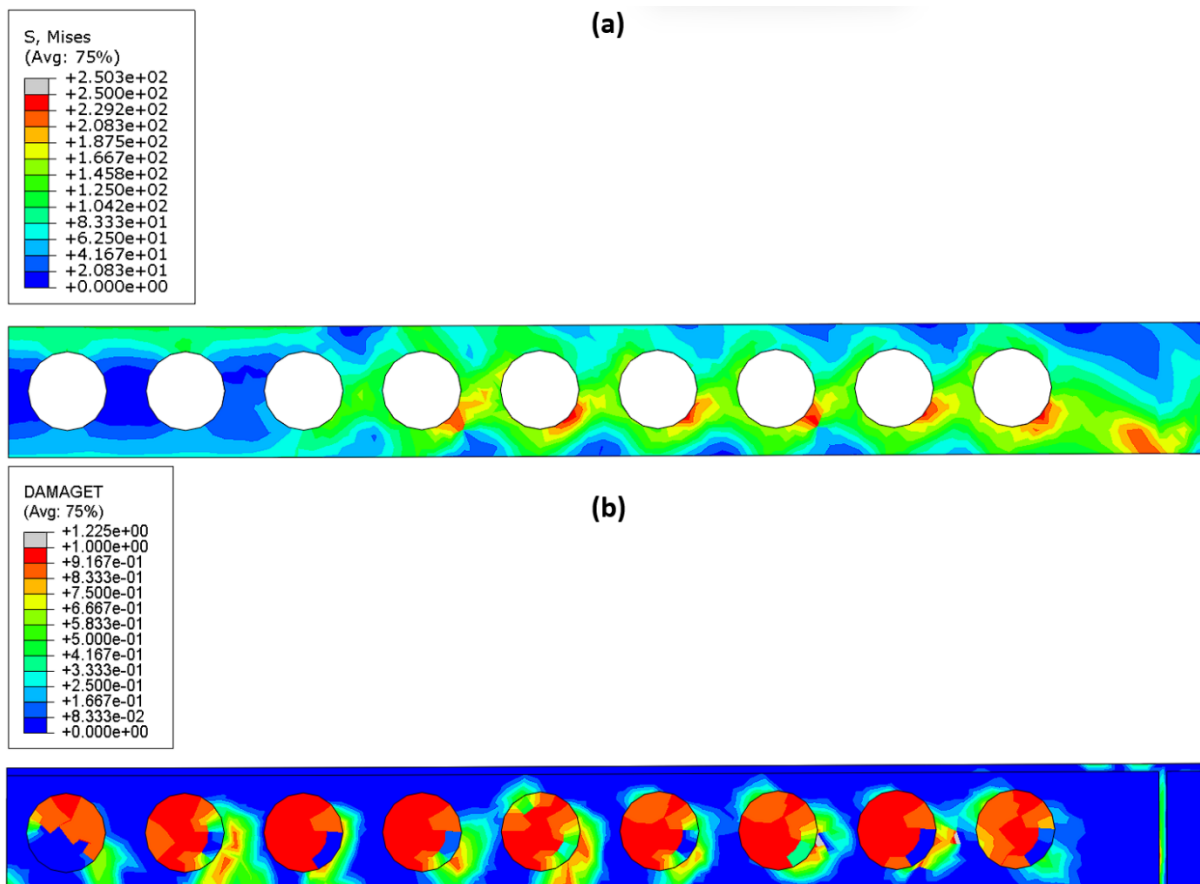 (a)
S, Mises
(Avg: 75%)
+2.503e+02
+2.500e+02
+2.292e+02
+2.083e+02
+1.875e+02
+1.667e+02
+1.458e+02
+1.250e+02
+1.042e+02
+8.333e+01
+6.250e+01
+4.167e+01
+2.083e+01
+0.000e+00
(b)
DAMAGET
(Avg: 75%)
+1.225e+00
+1.000e+00
+9.167e-01
+8.333e-01
+7.500e-01
+6.667e-01
+5.833e-01
+5.000e-01
+4.167e-01
+3.333e-01
+2.500e-01
+1.667e-01
+8.333e-02
+0.000e+00